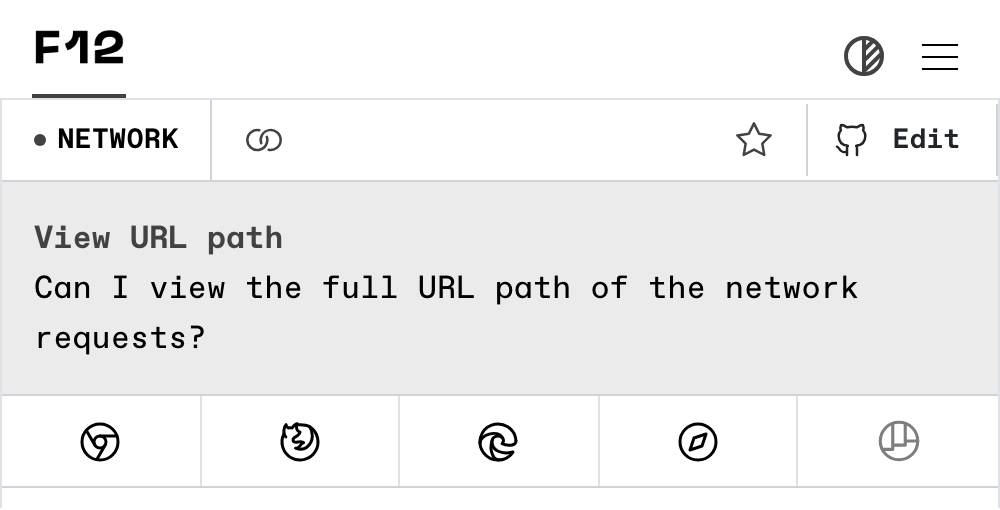 F12
NETWORK
Edit
View URL path
Can I view the full URL path of the network
requests?